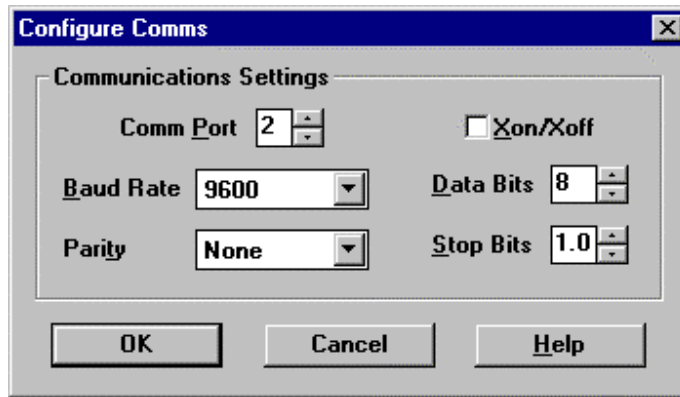 Configure Comms
Communications Settings
Comm Port 2
Xon/Xoff
Baud Rate 9600
Data Bits 8
Parity None
Stop Bits 1.0
OK
Cancel
Help